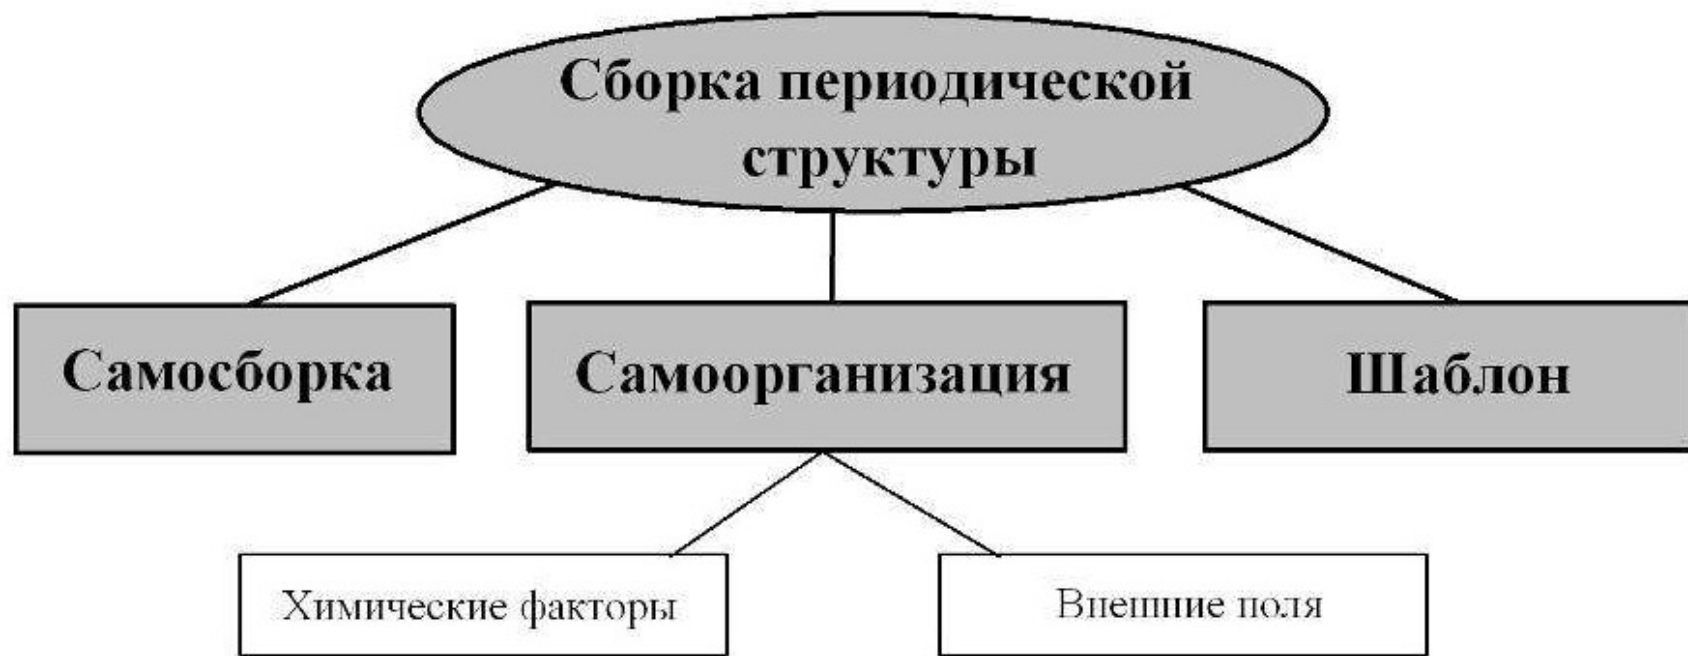 Сборка периодической
структуры
Самосборка
Самоорганизация
Шаблон
Химические факторы
Внешние поля